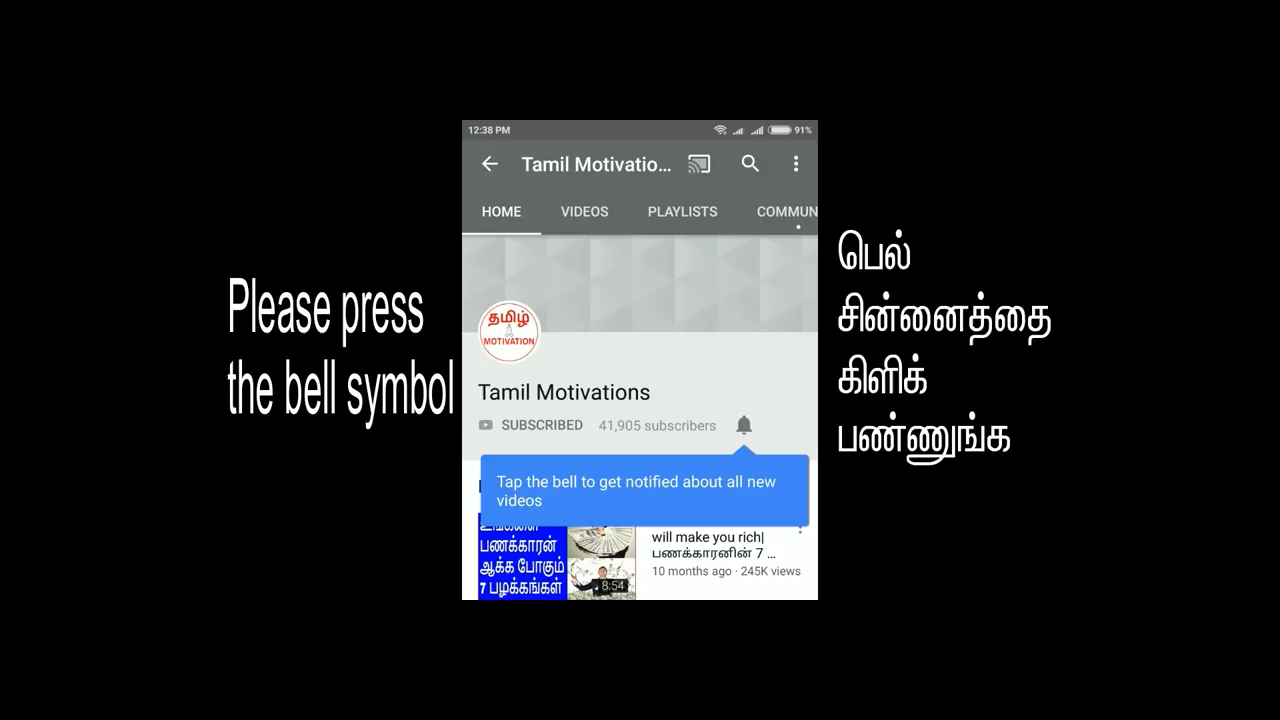 12:38 PM
91%
Tamil Motivatio...
HOME VIDEOS PLAYLISTS COMMUN
தமிழ்
MOTIVATION
Tamil Motivations
SUBSCRIBED 41,905 subscribers
Tap the bell to get notified about all new
videos
உங்களை
பணக்காரன்
ஆக்க போகும்
7 பழக்கங்கள்
8:54
will make you rich|
பணக்காரனின் 7 ...
10 months ago · 245K views
Please press
the bell symbol
பெல்
சின்னைத்தை
கிளிக்
பண்ணுங்க